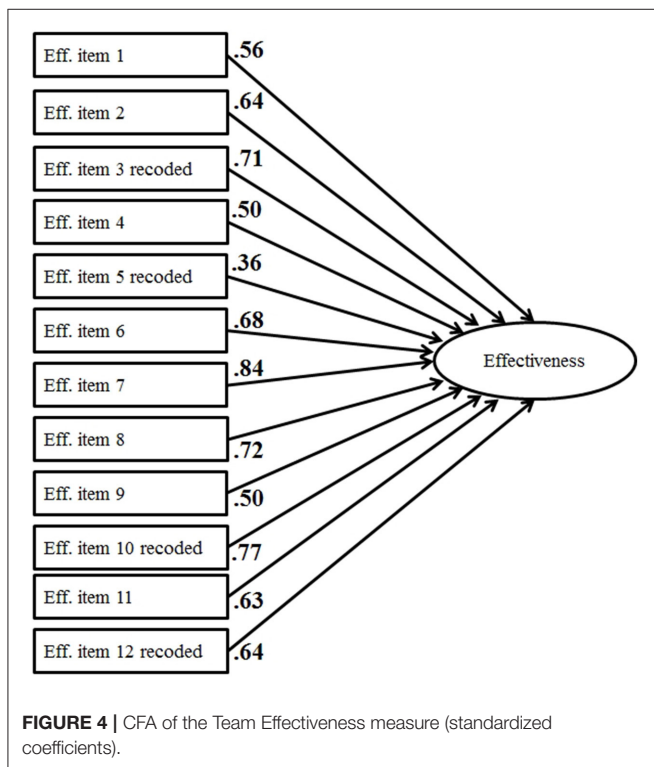 Eff. item 1
.56
Eff. item 2
.64
Eff. item 3 recoded
.71
Eff. item 4
.50
Eff. item 5 recoded
.36
Eff. item 6
.68
Eff. item 7
.84
Effectiveness
Eff. item 8
.72
Eff. item 9
.50
Eff. item 10 recoded
.77
Eff. item 11
.63
Eff. item 12 recoded
.64
FIGURE 4 | CFA of the Team Effectiveness measure (standardized
coefficients).